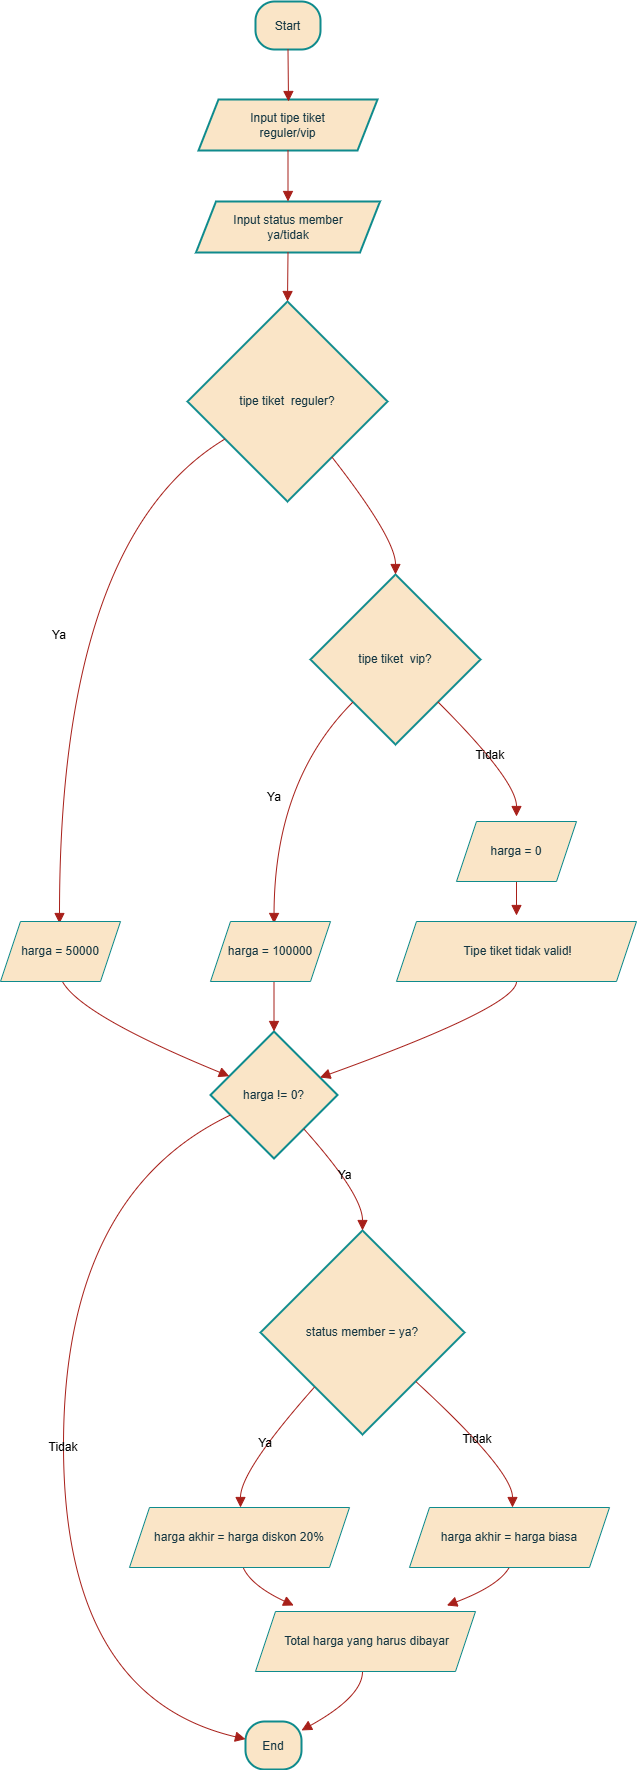 Start
Input tipe tiket
reguler/vip
Input status member
ya/tidak
tipe tiket  reguler?
Ya
tipe tiket  vip?
Tidak
Ya
harga = 0
harga = 50000
harga = 100000
Tipe tiket tidak valid!
harga != 0?
Ya
status member = ya?
Tidak
Ya
Tidak
harga akhir = harga diskon 20%
harga akhir = harga biasa
Total harga yang harus dibayar
End